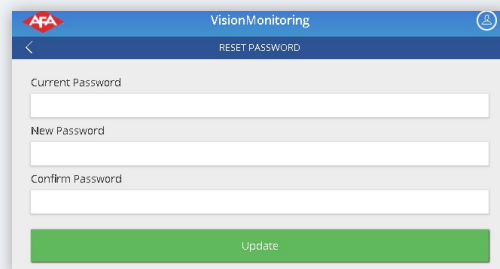 AFA
VisionMonitoring
RESET PASSWORD
Current Password
New Password
Confirm Password
Update